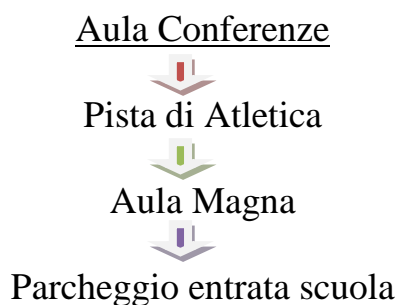 Aula Conferenze
Pista di Atletica
Aula Magna
Parcheggio entrata scuola